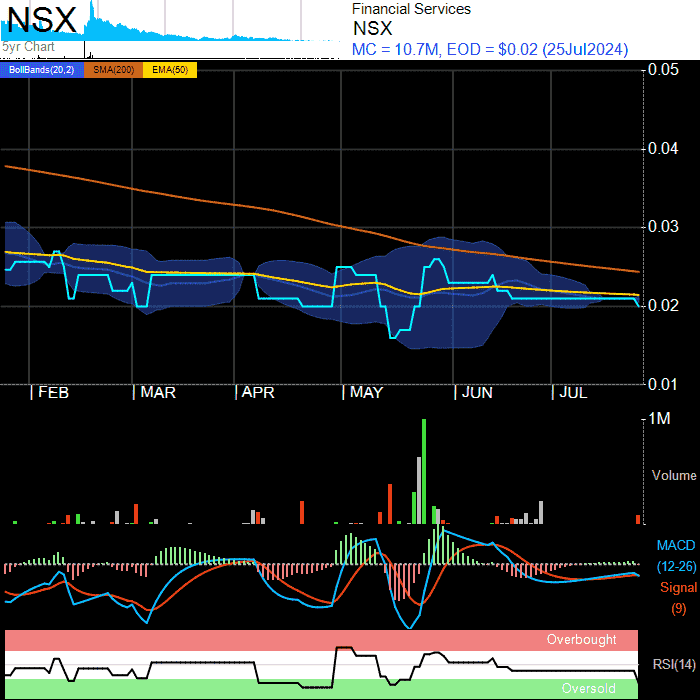 NSX
5yr Chart
Financial Services
NSX
MC = 10.7M, EOD = $0.02 (25Jul2024)
BollBands(20,2) SMA(200) EMA(50)
0.05
0.04
0.03
0.02
0.01
FEB MAR APR MAY JUN JUL
1M
Volume
MACD
(12-26)
Signal
(9)
Overbought
RSI(14)
Oversold